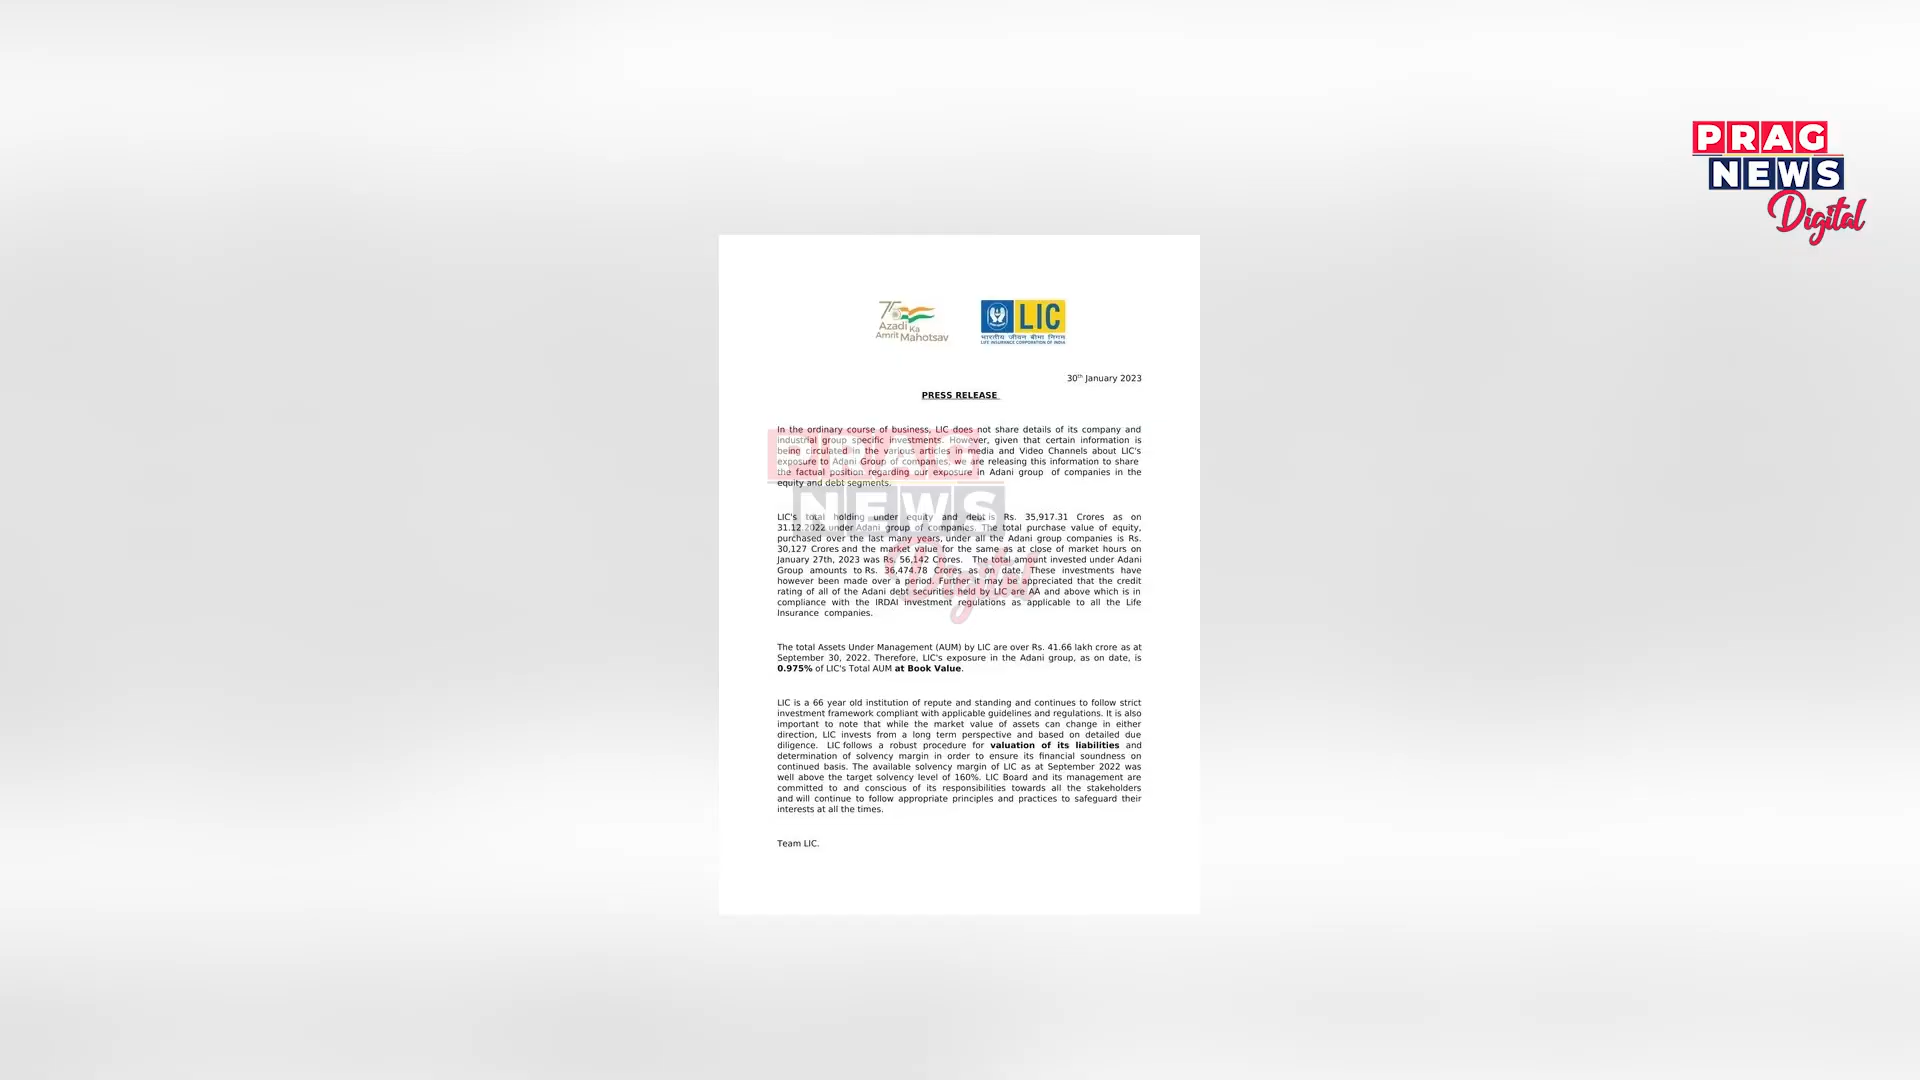 PRAG
NEWS
Digital
75
Azadi Ka
Amrit Mahotsav
LIC
भारतीय जीवन बीमा निगम
LIFE INSURANCE CORPORATION OF INDIA
30th January 2023
PRESS RELEASE
In the ordinary course of business, LIC does not share details of its company and
industrial group specific investments. However, given that certain information is
being circulated in the various articles in media and Video Channels about LIC's
exposure to Adani Group of companies, we are releasing this information to share
the factual position regarding our exposure in Adani group of companies in the
equity and debt segments.
LIC's total holding under equity and debt is Rs. 35,917.31 Crores as on
31.12.2022 under Adani group of companies. The total purchase value of equity,
purchased over the last many years, under all the Adani group companies is Rs.
30,127 Crores and the market value for the same as at close of market hours on
January 27th, 2023 was Rs. 56,142 Crores. The total amount invested under Adani
Group amounts to Rs. 36,474.78 Crores as on date. These investments have
however been made over a period. Further it may be appreciated that the credit
rating of all of the Adani debt securities held by LIC are AA and above which is in
compliance with the IRDAI investment regulations as applicable to all the Life
Insurance companies.
The total Assets Under Management (AUM) by LIC are over Rs. 41.66 lakh crore as at
September 30, 2022. Therefore, LIC's exposure in the Adani group, as on date, is
0.975% of LIC's Total AUM at Book Value.
LIC is a 66 year old institution of repute and standing and continues to follow strict
investment framework compliant with applicable guidelines and regulations. It is also
important to note that while the market value of assets can change in either
direction, LIC invests from a long term perspective and based on detailed due
diligence. LIC follows a robust procedure for valuation of its liabilities and
determination of solvency margin in order to ensure its financial soundness on
continued basis. The available solvency margin of LIC as at September 2022 was
well above the target solvency level of 160%. LIC Board and its management are
committed to and conscious of its responsibilities towards all the stakeholders
and will continue to follow appropriate principles and practices to safeguard their
interests at all the times.
Team LIC.
PRAG
NEWS
Digital